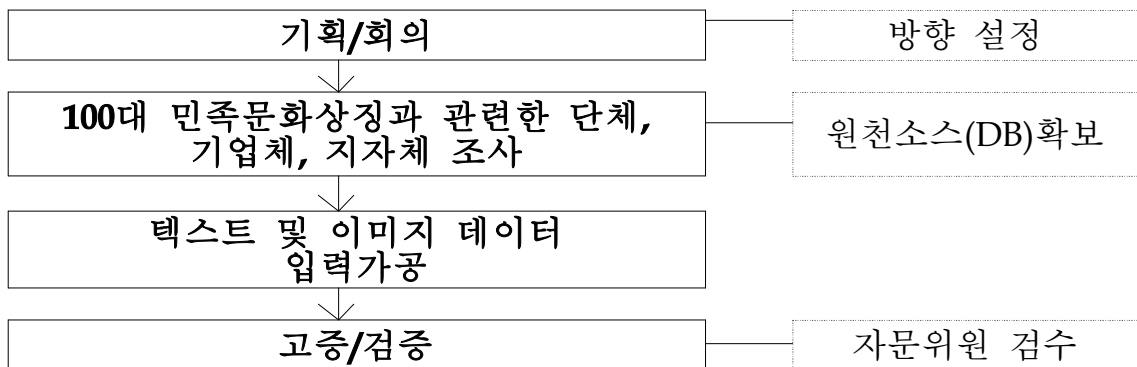 기획/회의
방향 설정
100대 민족문화상징과 관련한 단체,
기업체, 지자체 조사
원천소스(DB)확보
텍스트 및 이미지 데이터
입력가공
고증/검증
자문위원 검수